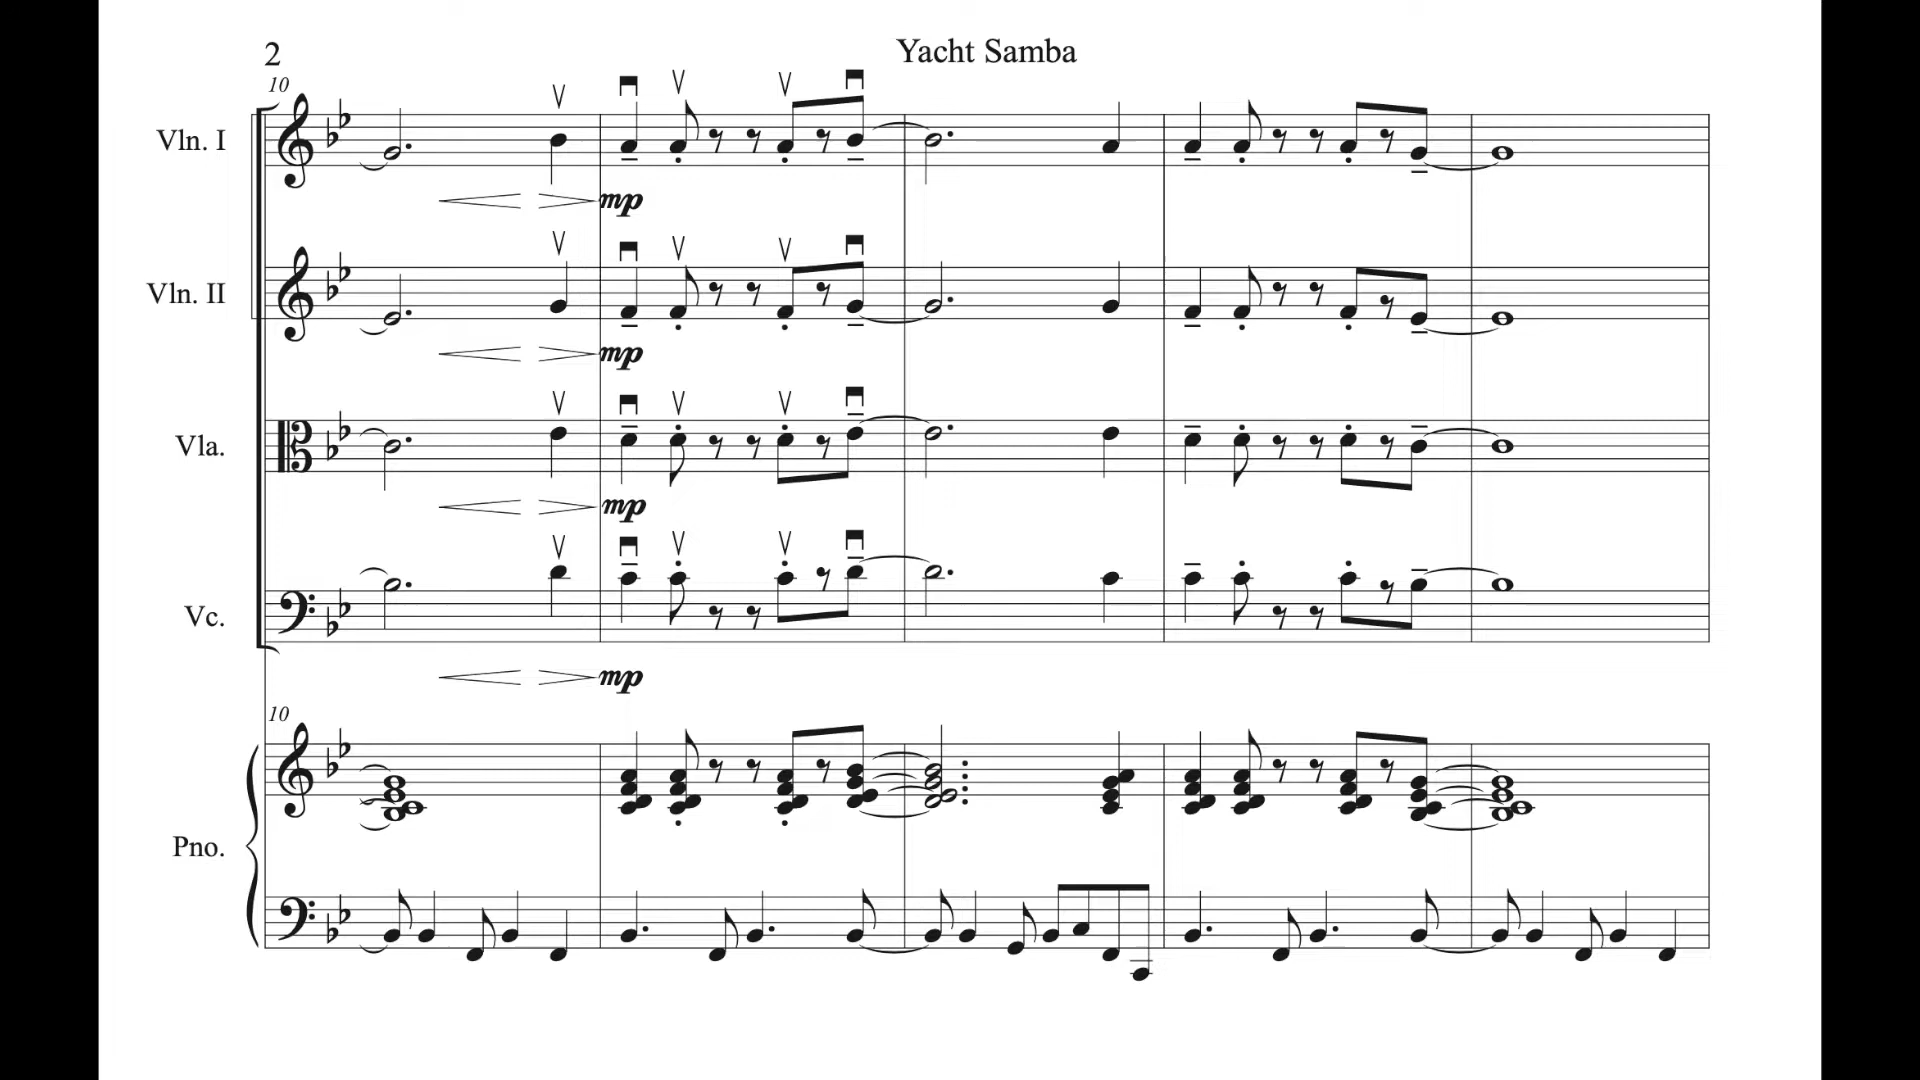 2
Yacht Samba
10
Vln. I
mp
Vln. II
mp
Vla.
mp
Vc.
mp
10
Pno.